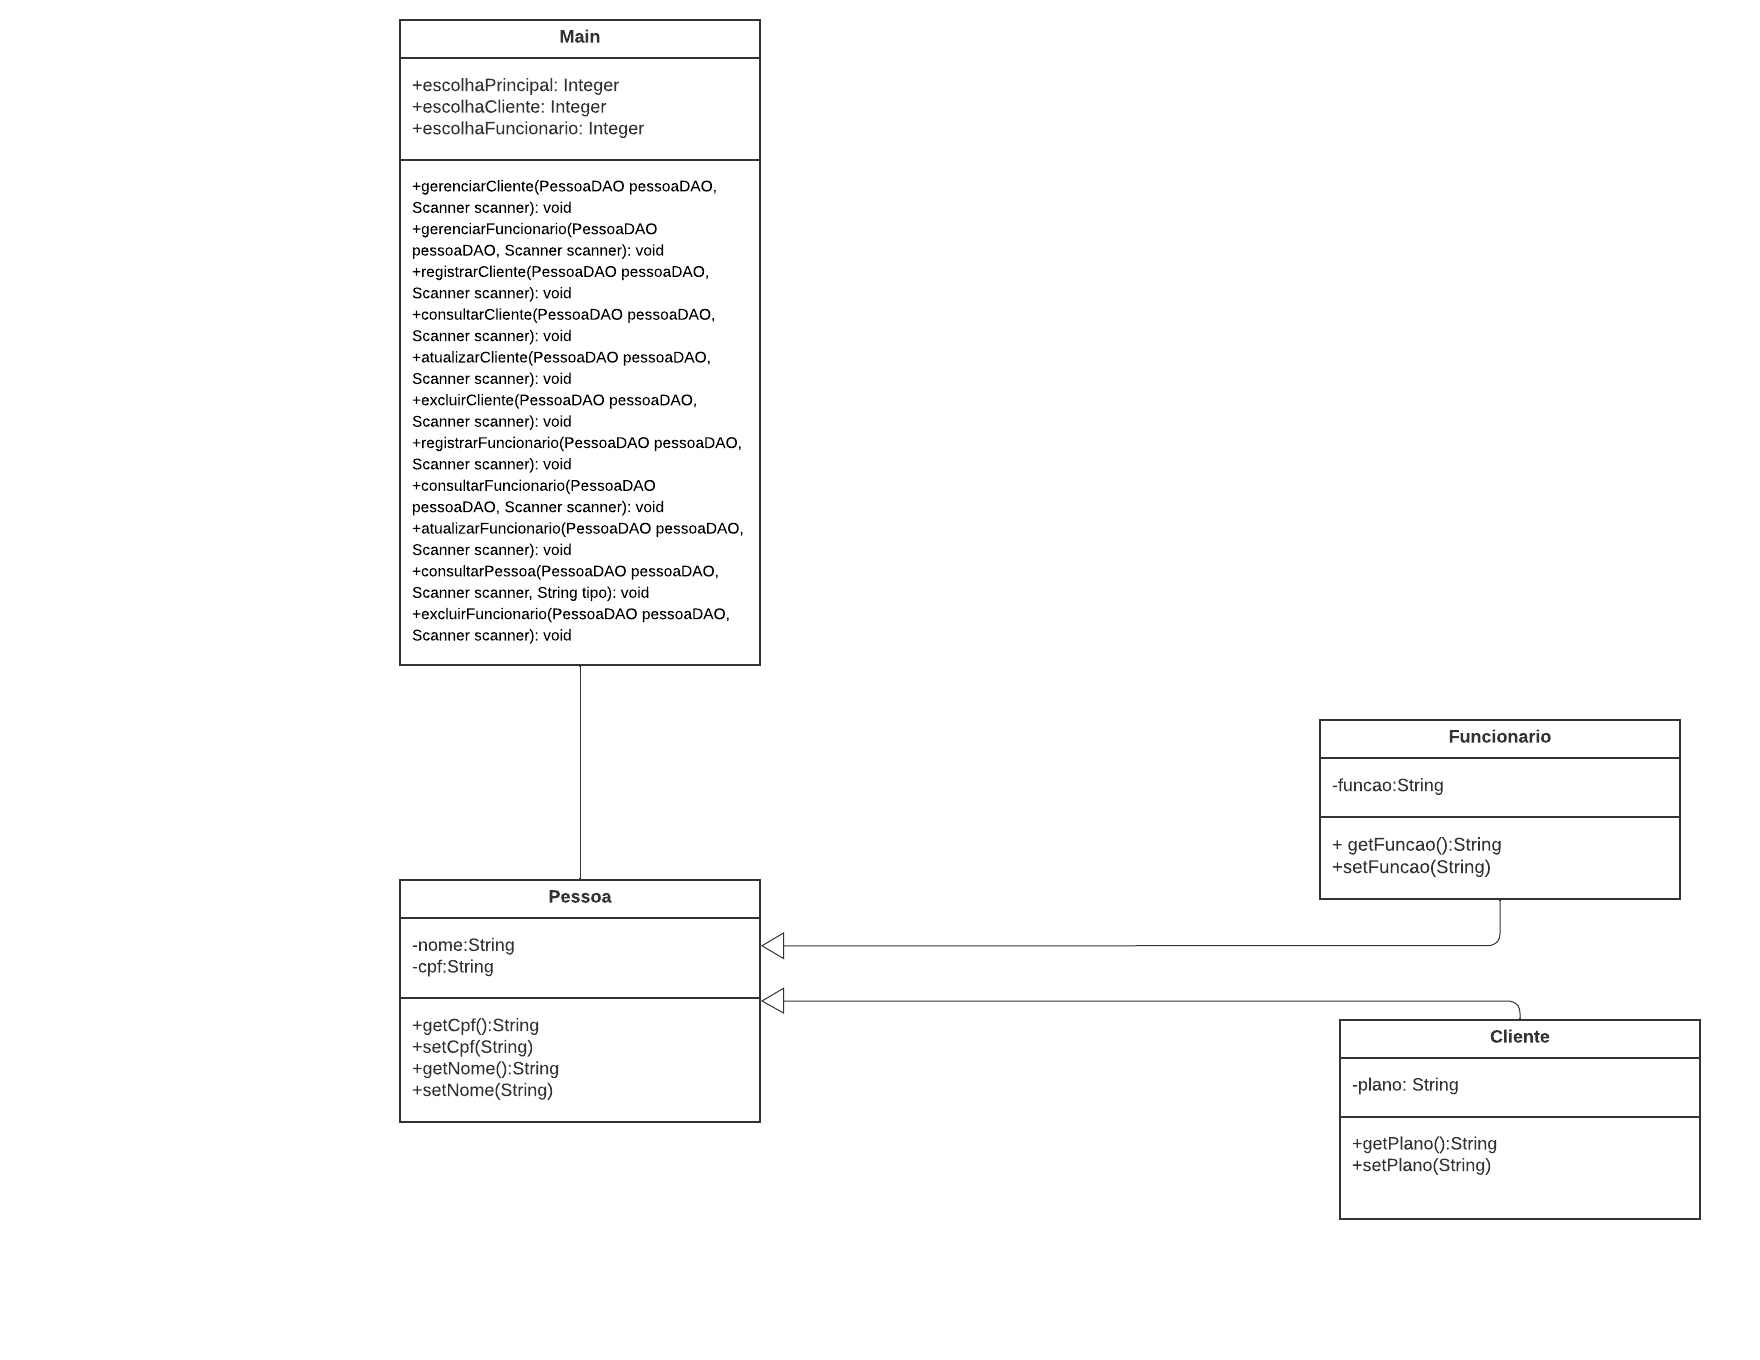 Main
+escolhaPrincipal: Integer
+escolhaCliente: Integer
+escolhaFuncionario: Integer
+gerenciarCliente(PessoaDAO pessoaDAO,
Scanner scanner): void
+gerenciarFuncionario(PessoaDAO
pessoaDAO, Scanner scanner): void
+registrarCliente(PessoaDAO pessoaDAO,
Scanner scanner): void
+consultarCliente(PessoaDAO pessoaDAO,
Scanner scanner): void
+atualizarCliente(PessoaDAO pessoaDAO,
Scanner scanner): void
+excluirCliente(PessoaDAO pessoaDAO,
Scanner scanner): void
+registrarFuncionario(PessoaDAO pessoaDAO,
Scanner scanner): void
+consultarFuncionario(PessoaDAO
pessoaDAO, Scanner scanner): void
+atualizarFuncionario(PessoaDAO pessoaDAO,
Scanner scanner): void
+consultarPessoa(PessoaDAO pessoaDAO,
Scanner scanner, String tipo): void
+excluirFuncionario(PessoaDAO pessoaDAO,
Scanner scanner): void
Funcionario
-funcao:String
+ getFuncao():String
+setFuncao(String)
Pessoa
-nome:String
-cpf:String
+getCpf():String
+setCpf(String)
+getNome():String
+setNome(String)
Cliente
-plano: String
+getPlano():String
+setPlano(String)